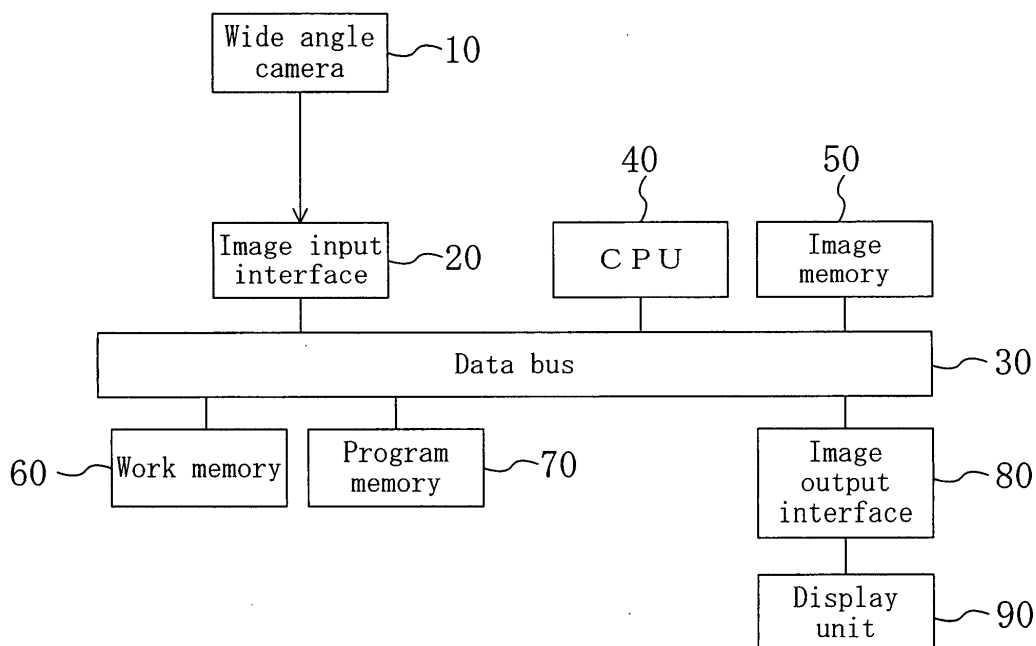 Wide angle
camera
10
40
50
Image input
interface
20
CPU
Image
memory
Data bus
30
60
Work memory
Program
memory
70
Image
output
interface
80
Display
unit
90